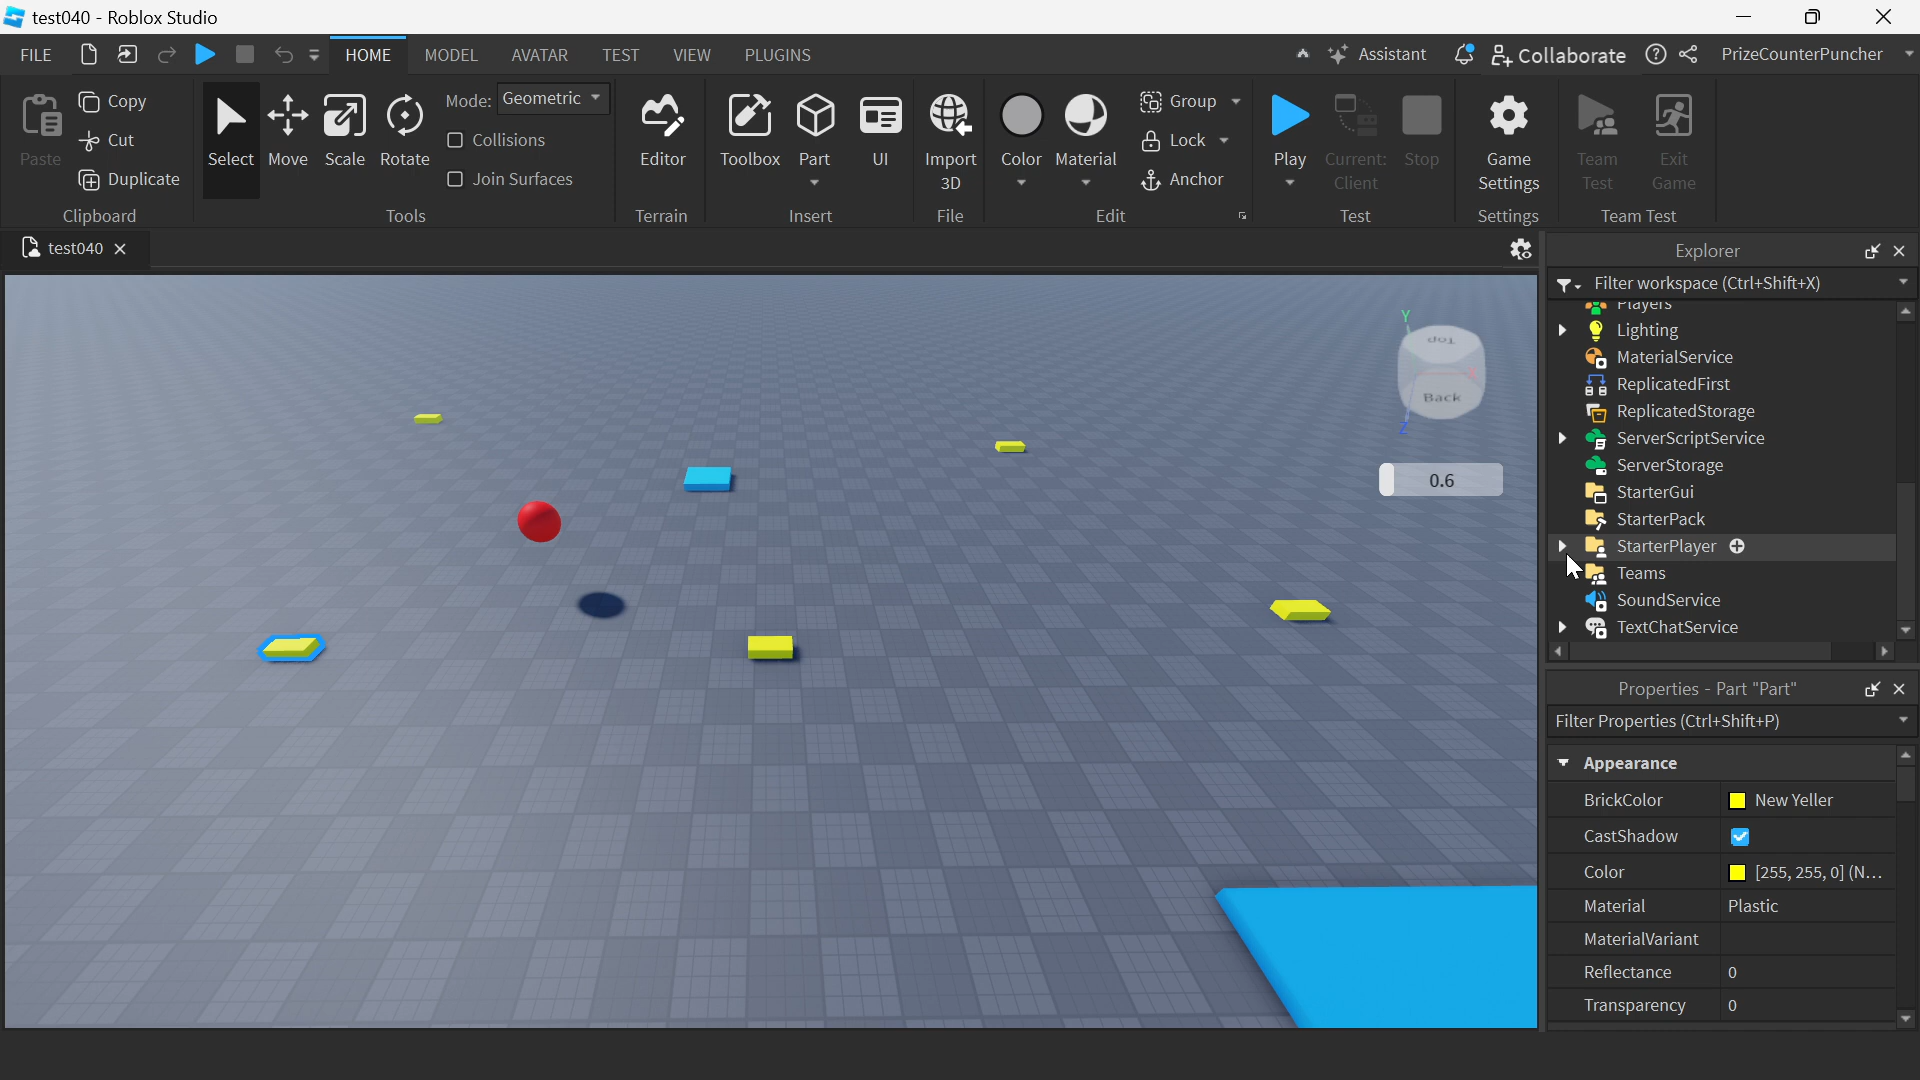 test040 - Roblox Studio
FILE HOME MODEL AVATAR TEST VIEW PLUGINS Assistant Collaborate PrizeCounterPuncher
Paste
Copy
Cut
Duplicate
Clipboard
Select Move Scale Rotate
Mode: Geometric
Collisions
Join Surfaces
Tools
Editor
Terrain
Toolbox Part UI
Insert
Import
3D
File
Color Material
Group
Lock
Anchor
Edit
Play
Current:
Client
Stop
Test
Game
Settings
Settings
Team
Test
Exit
Game
Team Test
test040
Y
Top
Back
Z
0.6
Explorer
Filter workspace (Ctrl+Shift+X)
Players
Lighting
MaterialService
ReplicatedFirst
ReplicatedStorage
ServerScriptService
ServerStorage
StarterGui
StarterPack
StarterPlayer
Teams
SoundService
TextChatService
Properties - Part "Part"
Filter Properties (Ctrl+Shift+P)
Appearance
BrickColor New Yeller
CastShadow
Color [255, 255, 0] (N...
Material Plastic
MaterialVariant
Reflectance 0
Transparency 0